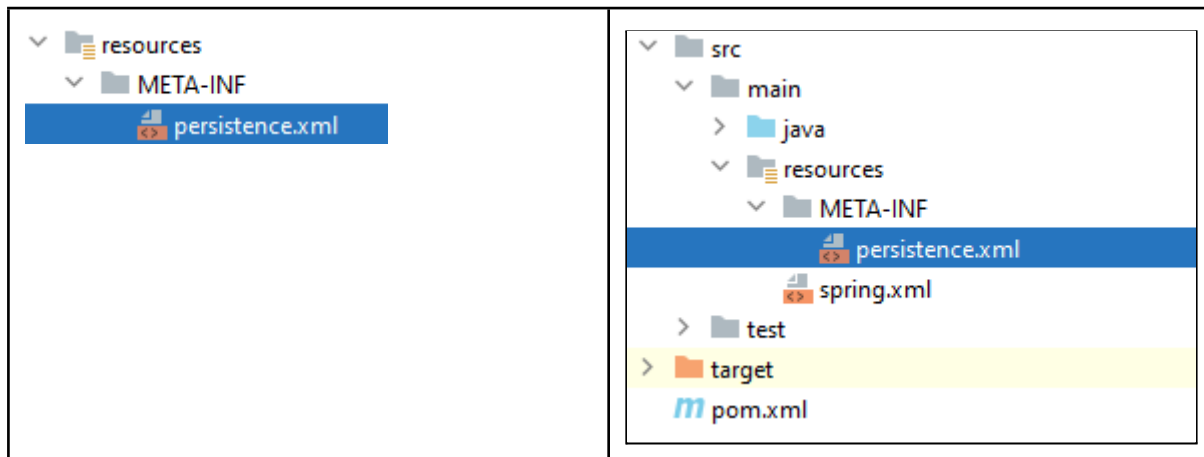 resources
META-INF
persistence.xml
src
main
java
resources
META-INF
persistence.xml
spring.xml
test
target
pom.xml